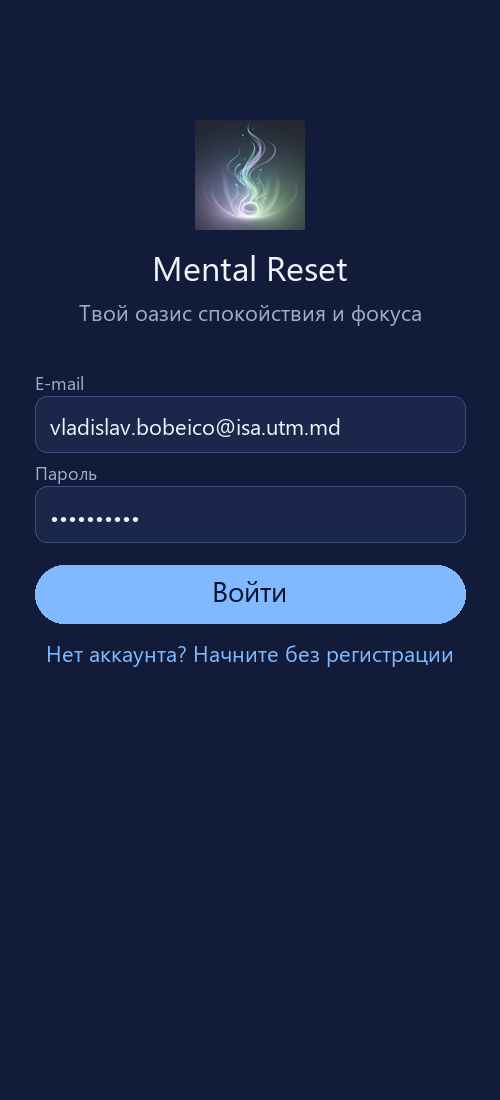 Mental Reset
Твой оазис спокойствия и фокуса
E-mail
vladislav.bobeico@isa.utm.md
Пароль
••••••••••
Войти
Нет аккаунта? Начните без регистрации